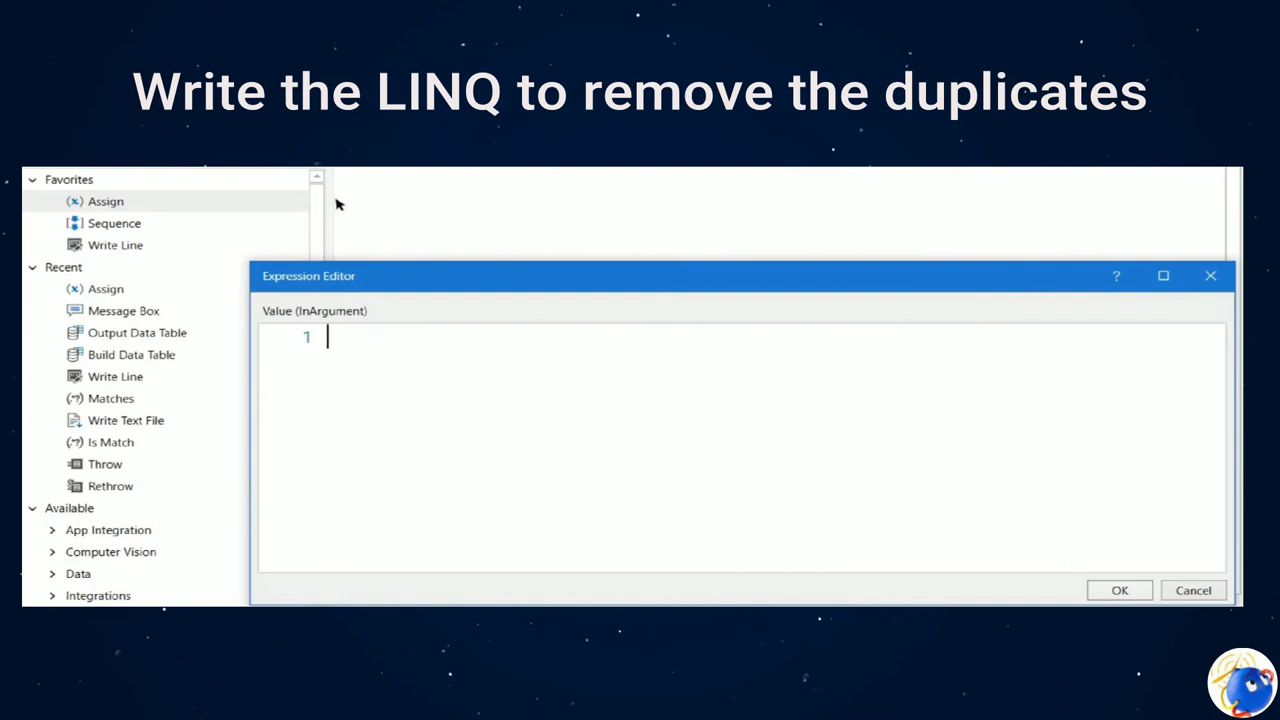 Write the LINQ to remove the duplicates
Favorites
(x) Assign
Sequence
Write Line
Recent
(x) Assign
Message Box
Output Data Table
Build Data Table
Write Line
(.*?) Matches
Write Text File
(.*?) Is Match
Throw
Rethrow
Available
App Integration
Computer Vision
Data
Integrations
Expression Editor
?
Value (InArgument)
1
OK
Cancel